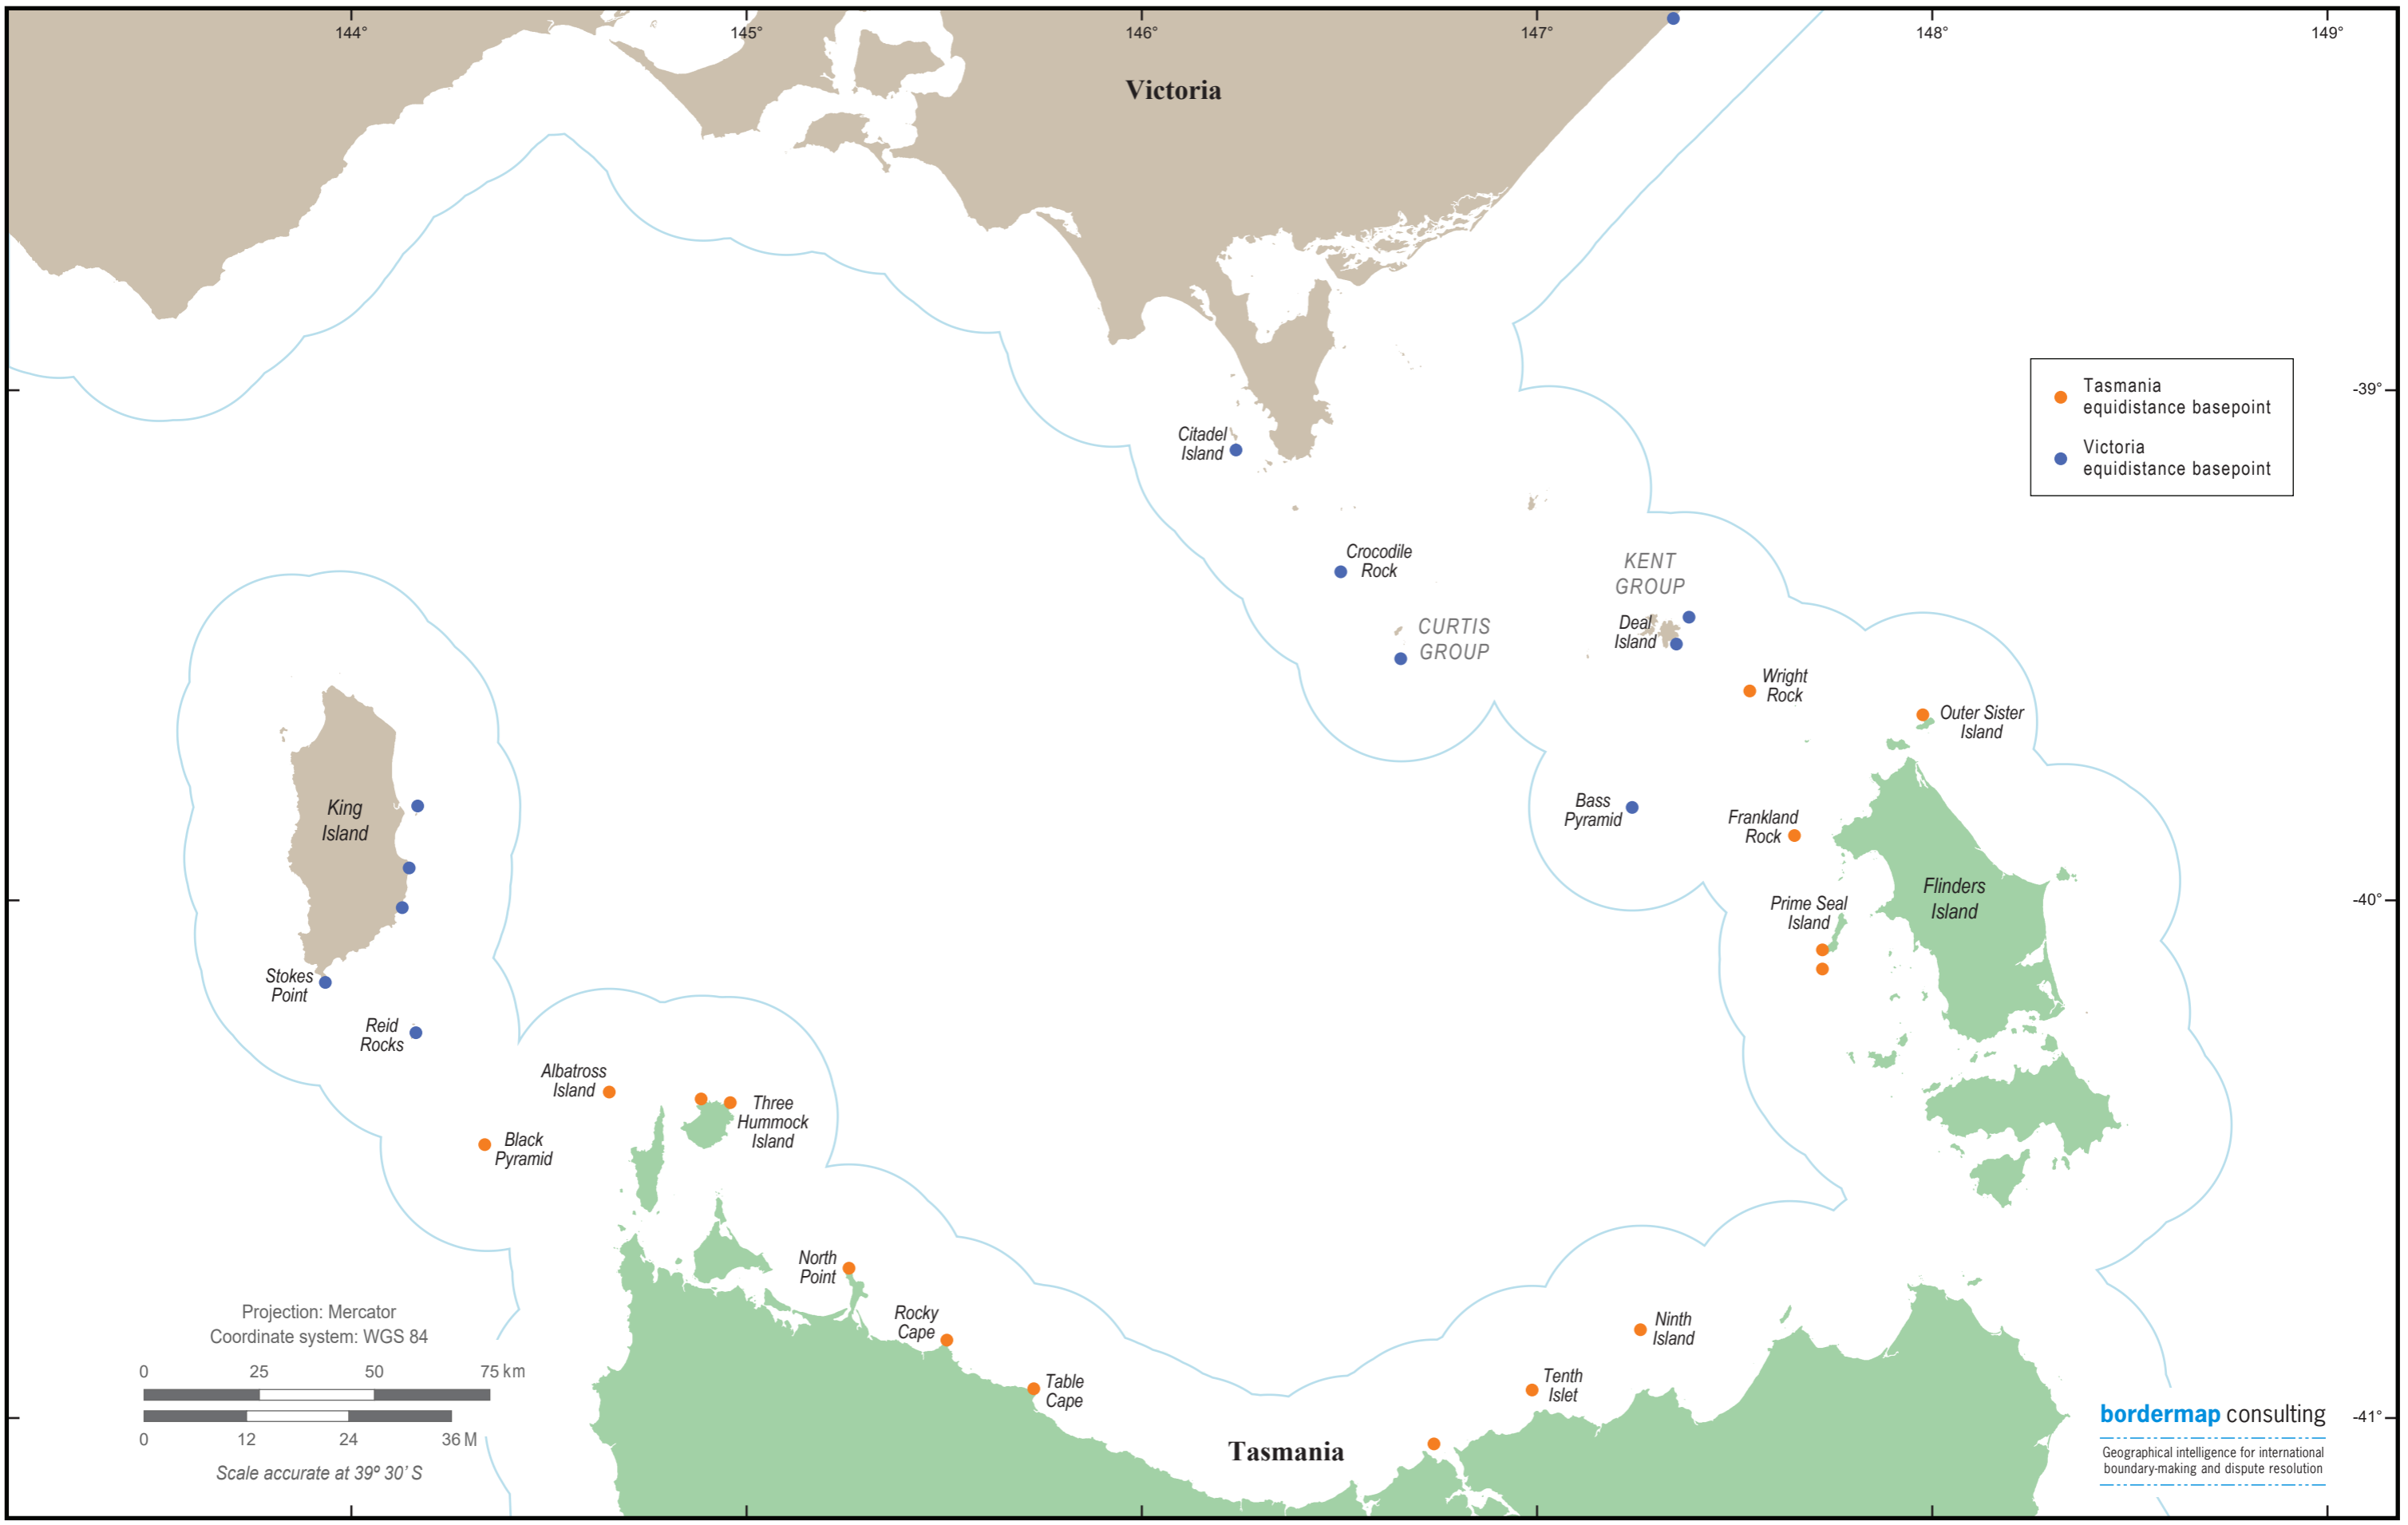 144°
145°
146°
147°
148°
149°
Victoria
-39°
Tasmania
equidistance basepoint
Victoria
equidistance basepoint
Citadel
Island
Crocodile
Rock
KENT
GROUP
CURTIS
GROUP
Deal
Island
Wright
Rock
Outer Sister
Island
King
Island
Bass
Pyramid
Frankland
Rock
Flinders
Island
Prime Seal
Island
-40°
Stokes
Point
Reid
Rocks
Albatross
Island
Three
Hummock
Island
Black
Pyramid
North
Point
Rocky
Cape
Table
Cape
Ninth
Island
Tenth
Islet
Tasmania
-41°
Projection: Mercator
Coordinate system: WGS 84
0 25 50 75 km
0 12 24 36 M
Scale accurate at 39º 30’ S
bordermap consulting
Geographical intelligence for international
boundary-making and dispute resolution